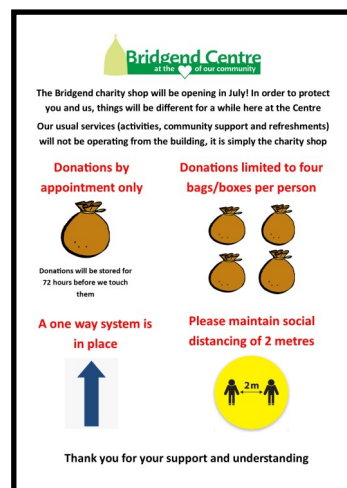 Bridgend Centre
at the of our community
The Bridgend charity shop will be opening in July! In order to protect
you and us, things will be different for a while here at the Centre
Our usual services (activities, community support and refreshments)
will not be operating from the building, it is simply the charity shop
Donations by
appointment only
Donations will be stored for
72 hours before we touch
them
Donations limited to four
bags/boxes per person
A one way system is
in place
Please maintain social
distancing of 2 metres
2m
Thank you for your support and understanding